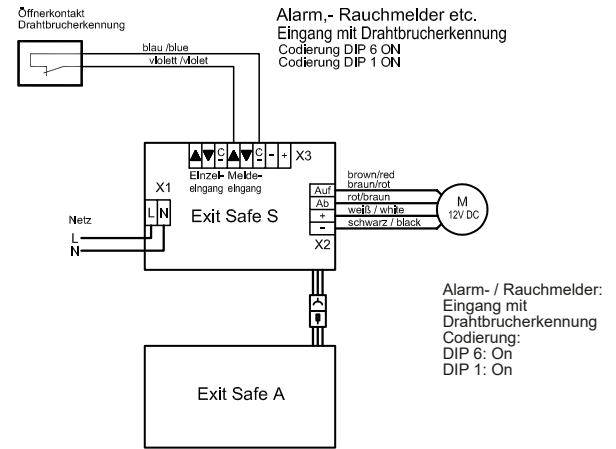 Öffnerkontakt
Drahtbrucherkennung
Alarm,- Rauchmelder etc.
Eingang mit Drahtbrucherkennung
Codierung DIP 6 ON
Codierung DIP 1 ON
blau /blue
violett /violet
C - + X3
Einzel- Melde-
eingang eingang
C
X1
L N
Exit Safe S
Netz
L
N
Auf
Ab
+
-
X2
brown/red
braun/rot
rot/braun
weiß / white
schwarz / black
M
12V DC
Alarm- / Rauchmelder:
Eingang mit
Drahtbrucherkennung
Codierung:
DIP 6: On
DIP 1: On
Exit Safe A